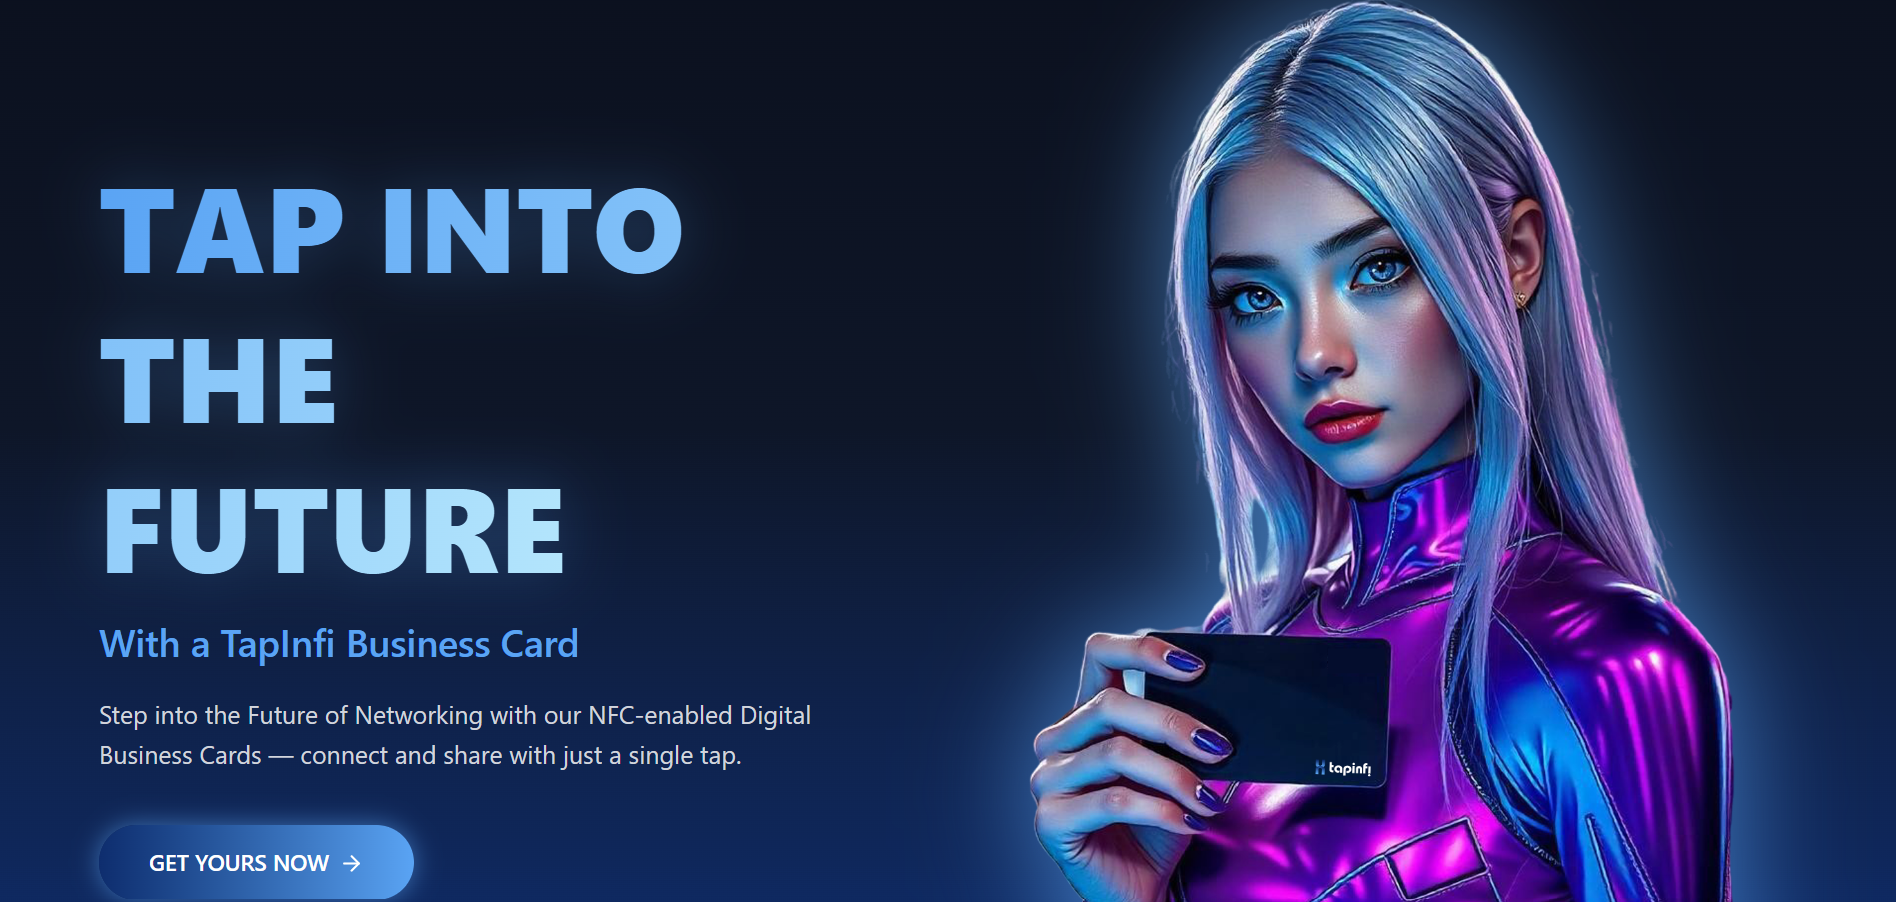 TAP INTO
THE
FUTURE
With a TapInfi Business Card
Step into the Future of Networking with our NFC-enabled Digital
Business Cards — connect and share with just a single tap.
GET YOURS NOW →
tapinfi